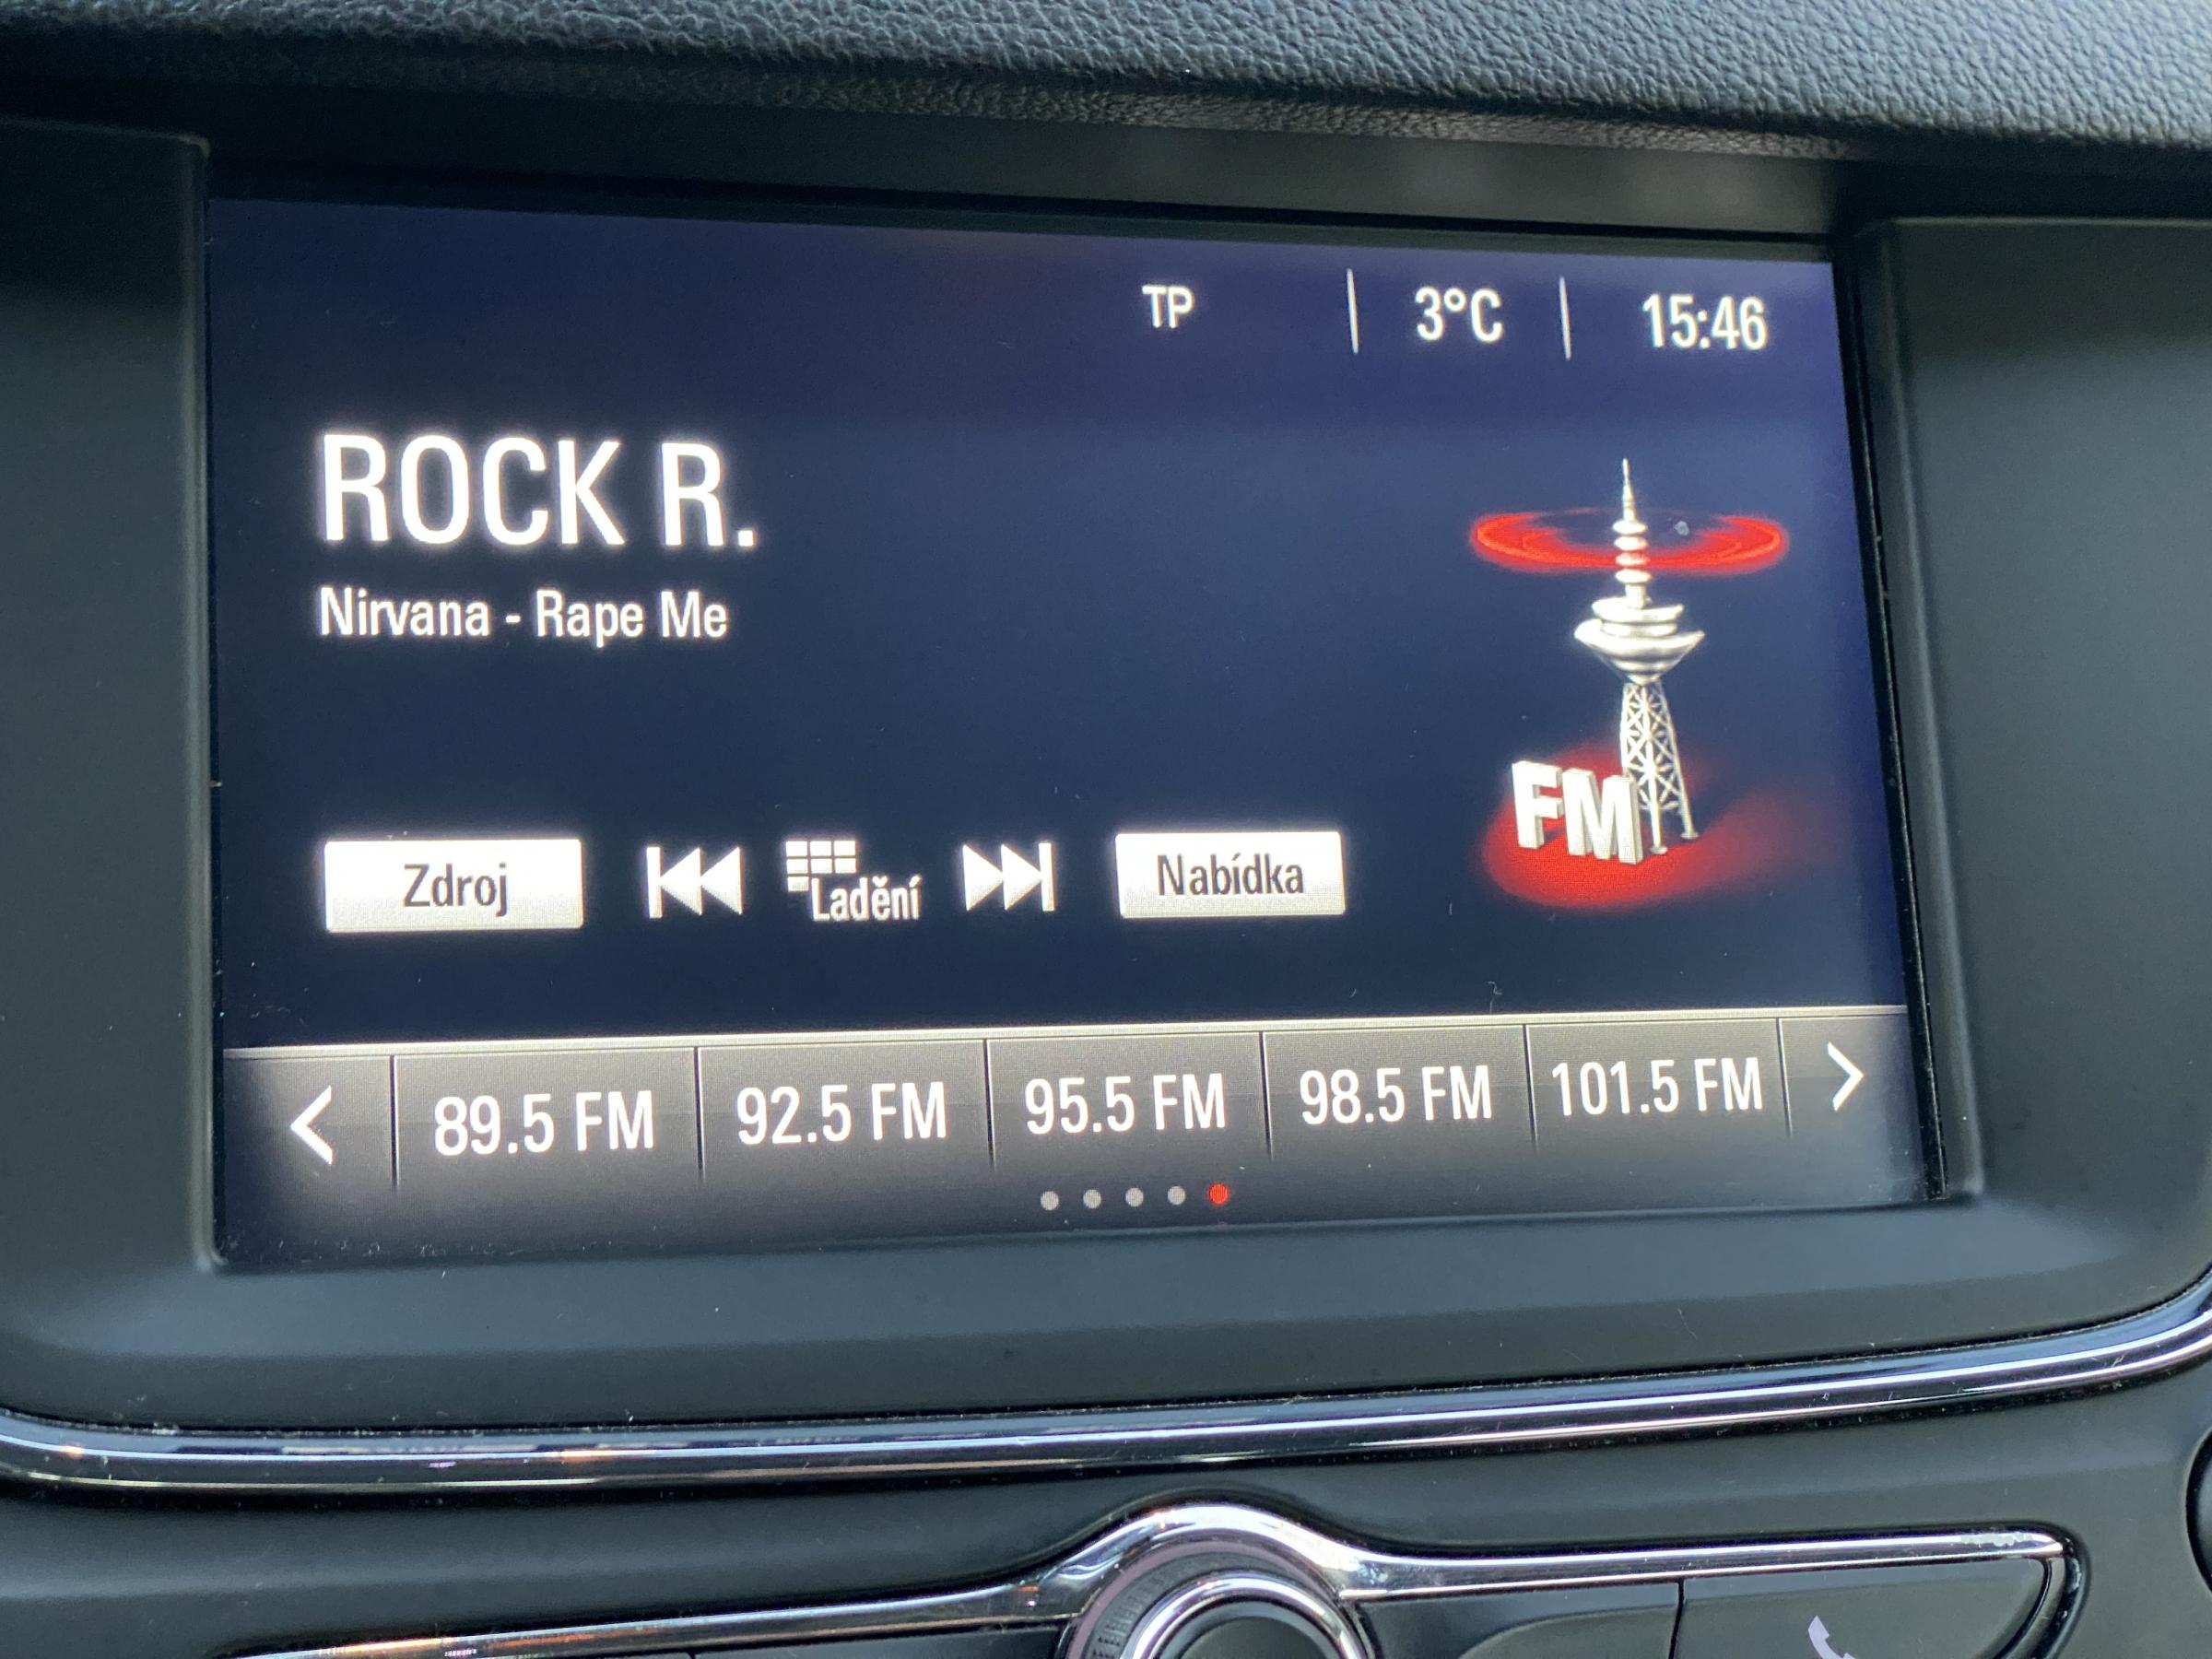 TP
3°C
15:46
ROCK R.
Nirvana - Rape Me
FM
Zdroj
Ladění
Nabídka
89.5 FM
92.5 FM
95.5 FM
98.5 FM
101.5 FM